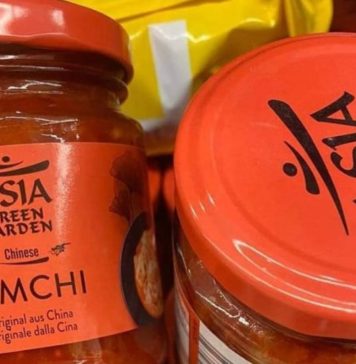 SIA
REEN
ARDEN
Chinese
MCHI
riginal aus China
riginale dalla Cina
SIA